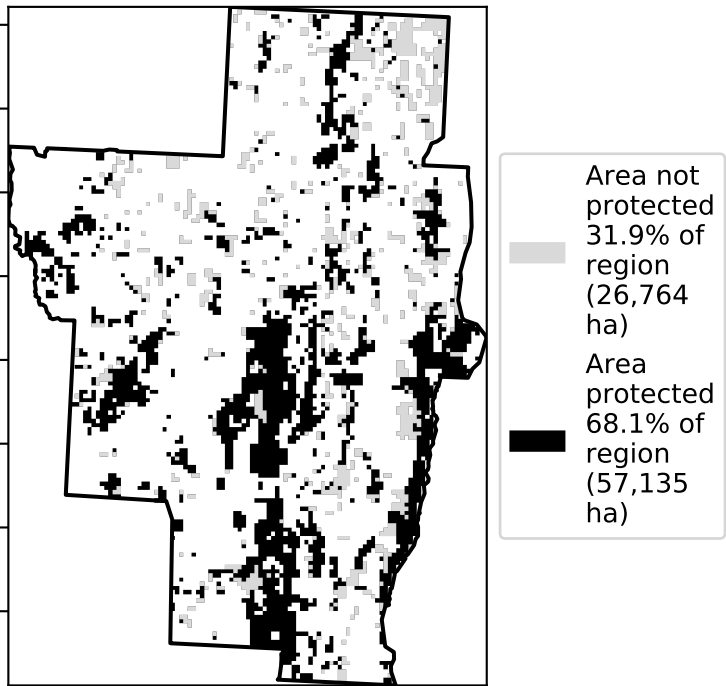 Area not
protected
31.9% of
region
(26,764
ha)
Area
protected
68.1% of
region
(57,135
ha)